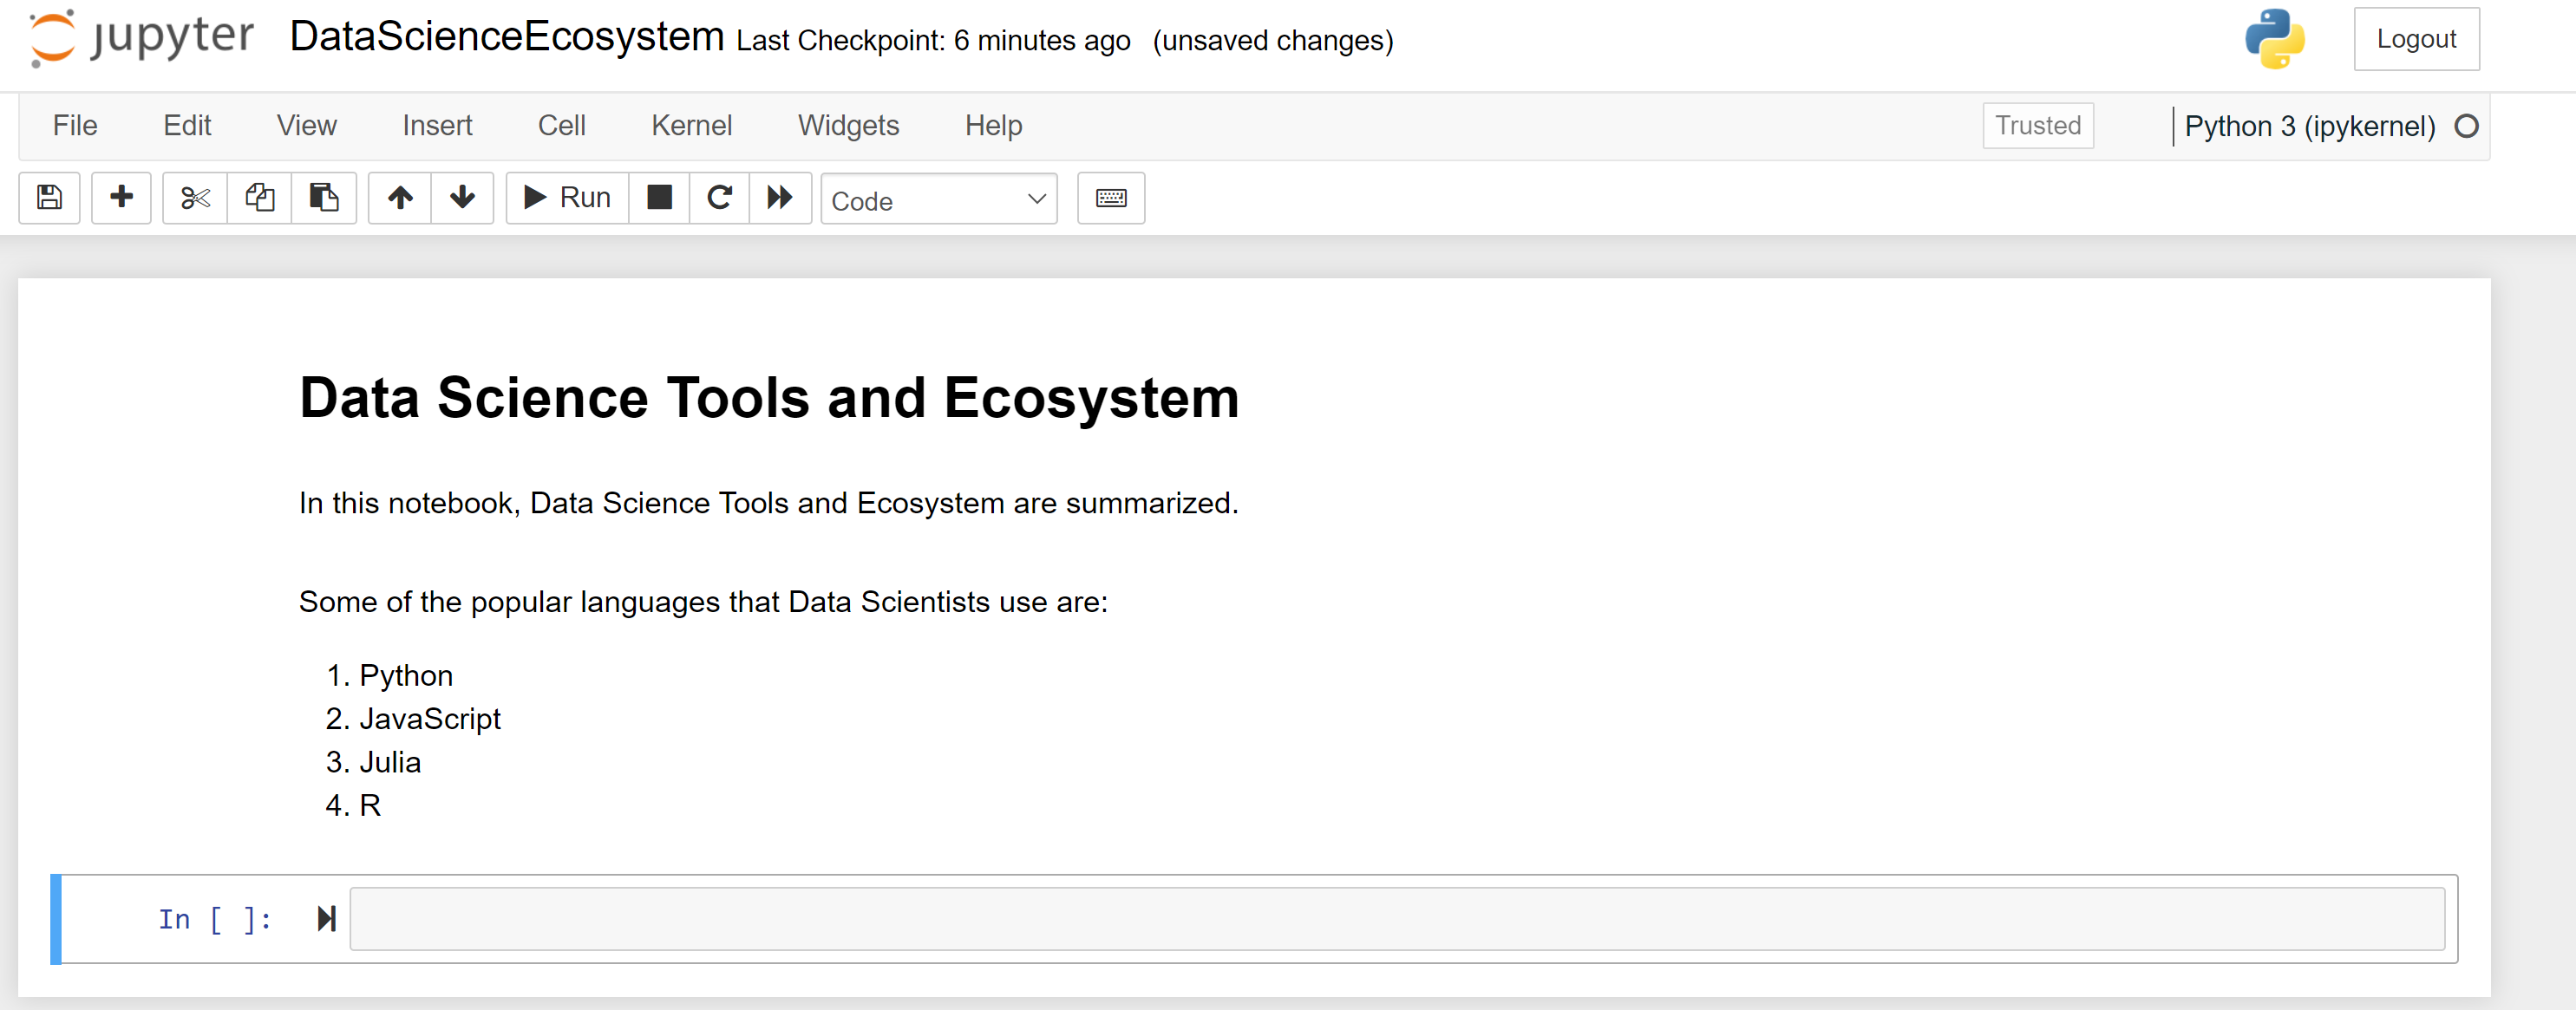 jupyter DataScienceEcosystem Last Checkpoint: 6 minutes ago (unsaved changes) Logout
File Edit View Insert Cell Kernel Widgets Help Trusted Python 3 (ipykernel)
Run Code
Data Science Tools and Ecosystem
In this notebook, Data Science Tools and Ecosystem are summarized.
Some of the popular languages that Data Scientists use are:
1. Python
2. JavaScript
3. Julia
4. R
In [ ]: